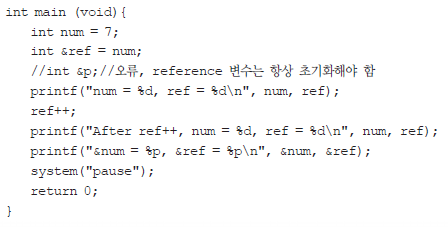 int main (void){
int num = 7;
int &ref = num;
//int &p;//오류, reference 변수는 항상 초기화해야 함
printf("num = %d, ref = %d\n", num, ref);
ref++;
printf("After ref++, num = %d, ref = %d\n", num, ref);
printf("&num = %p, &ref = %p\n", &num, &ref);
system("pause");
return 0;
}